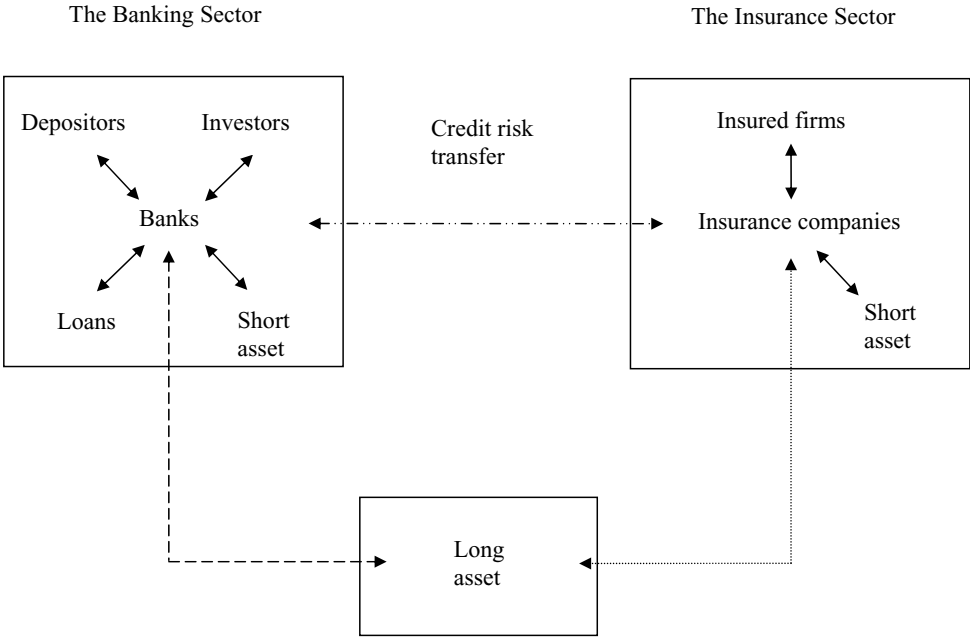 The Banking Sector
The Insurance Sector
Depositors
Investors
Credit risk
transfer
Insured firms
Banks
Insurance companies
Loans
Short
asset
Short
asset
Long
asset